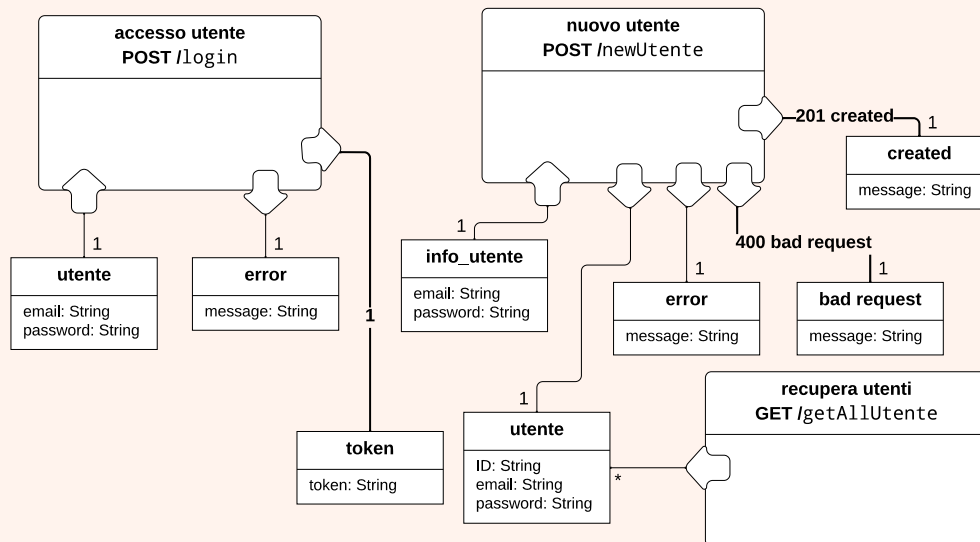 accesso utente
POST /login
nuovo utente
POST /newUtente
201 created
1
created
message: String
1
utente
email: String
password: String
1
error
message: String
1
token
token: String
1
info_utente
email: String
password: String
1
error
message: String
400 bad request
1
bad request
message: String
1
utente
ID: String
email: String
password: String
*
recupera utenti
GET /getAllUtente